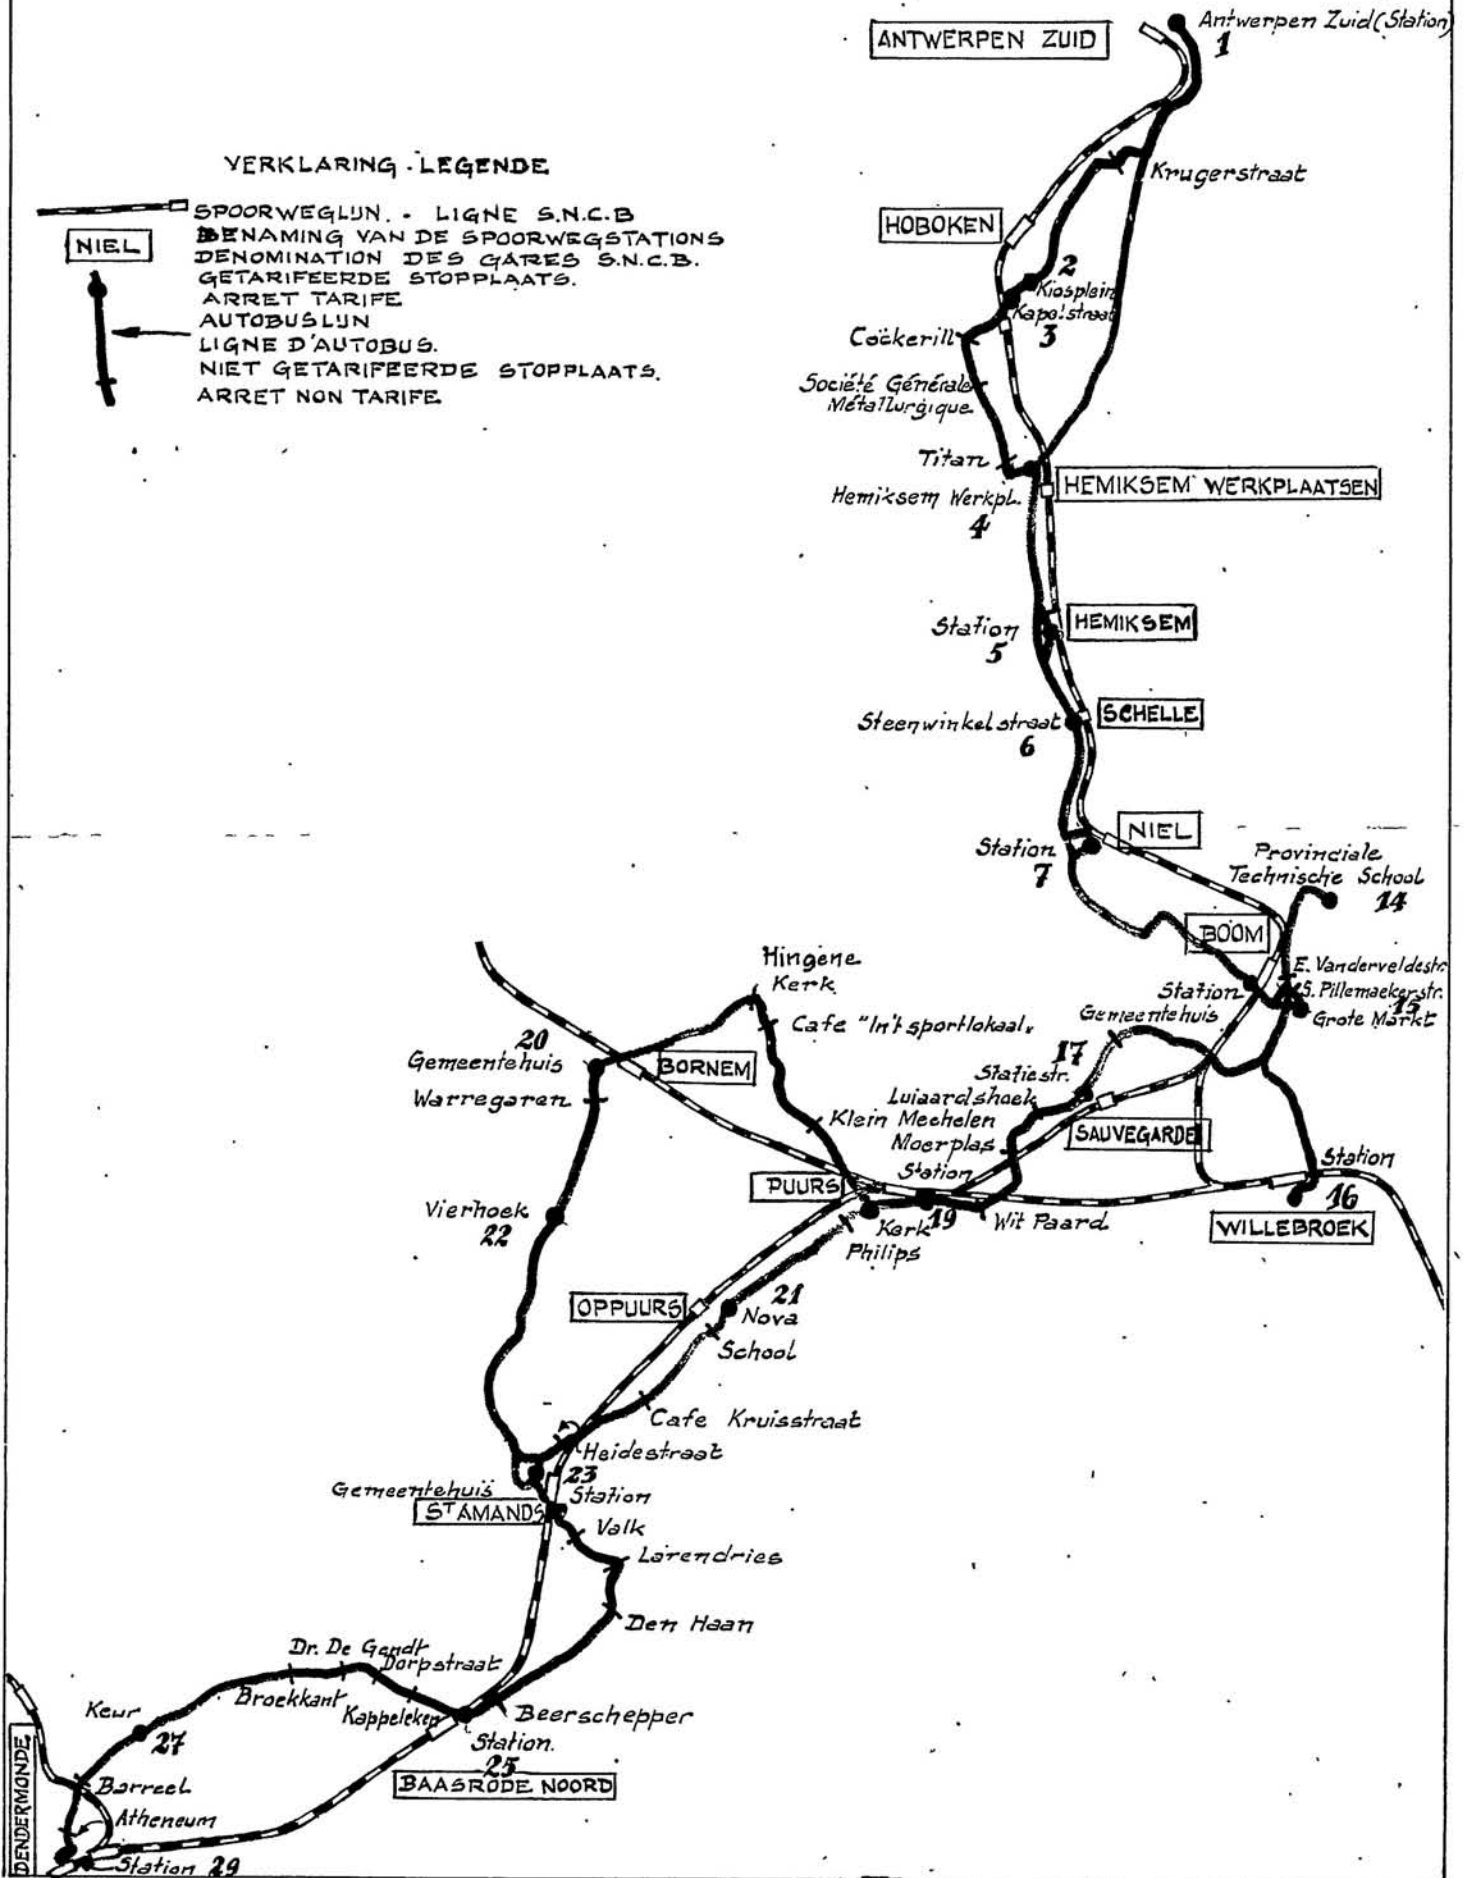 Antwerpen Zuid (Station)
1
ANTWERPEN ZUID
VERKLARING - LEGENDE
SPOORWEGLIJN. - LIGNE S.N.C.B
BENAMING VAN DE SPOORWEGSTATIONS
DENOMINATION DES GARES S.N.C.B.
NIEL
GETARIFEERDE STOPPLAATS.
ARRET TARIFE
AUTOBUSLIJN
LIGNE D'AUTOBUS.
NIET GETARIFEERDE STOPPLAATS.
ARRET NON TARIFE
Krugerstraat
HOBOKEN
2
Kiosplein
Kapelstraat
3
Cockerill
Société Générale
Métallurgique
Titan
Hemiksem Werkpl.
4
HEMIKSEM WERKPLAATSEN
Station
5
HEMIKSEM
Steenwinkelstraat
6
SCHELLE
NIEL
Station
7
Provinciale
Technische School
14
BOOM
E. Vanderveldestr.
S. Pillemaekerstr.
15
Grote Markt
Station
Gemeentehuis
17
Statiestr.
Luiaardshoek
Moerplas
SAUVEGARDE
Station
16
WILLEBROEK
Hingene
Kerk
Cafe "In't sportlokaal"
20
Gemeentehuis
BORNEM
Warregaren
Klein Mechelen
PUURS
Station
19
Kerk
Wit Paard
Philips
Vierhoek
22
OPPUURS
21
Nova
School
Cafe Kruisstraat
Heidestraat
23
Gemeentehuis
Station
ST AMANDS
Valk
Larendries
Den Haan
Dr. De Gendt
Dorpstraat
Broekkant
Kappeleken
Beerschepper
Station.
25
BAASRODE NOORD
Keur
27
Barreel
Atheneum
DENDERMONDE
Station 29